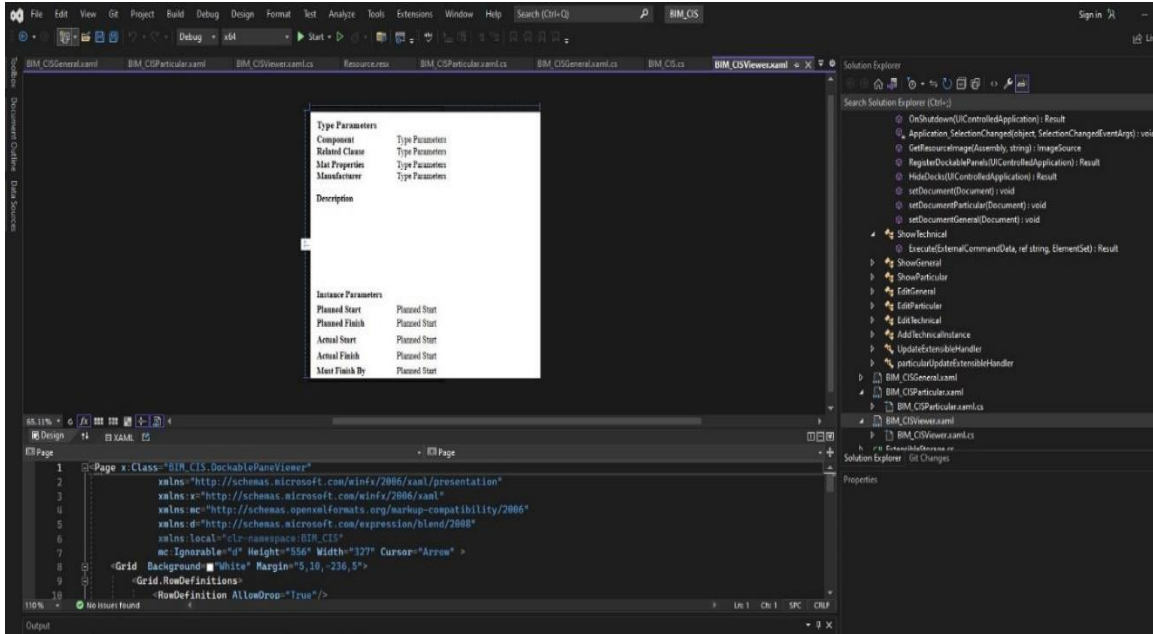 File Edit View Git Project Build Debug Design Format Test Analyze Tools Extensions Window Help Search (Ctrl+Q) BIM_CIS Sign in
Debug x64 Start
BIM_CISGeneral.xaml BIM_CISParticular.xaml BIM_CISViewer.xaml.cs Resource.resx BIM_CISParticular.xaml.cs BIM_CISGeneral.xaml.cs BIM_CIS.cs BIM_CISViewer.xaml
Toolbox
Document Outline
Data Sources
Type Parameters
Component Type Parameters
Related Clause Type Parameters
Mat Properties Type Parameters
Manufacturer Type Parameters
Description
Instance Parameters
Planned Start Planned Start
Planned Finish Planned Start
Actual Start Planned Start
Actual Finish Planned Start
Must Finish By Planned Start
65.11%
Design XAML
Page Page
1 <Page x:Class="BIM_CIS.DockablePaneViewer"
2 xmlns="http://schemas.microsoft.com/winfx/2006/xaml/presentation"
3 xmlns:x="http://schemas.microsoft.com/winfx/2006/xaml"
4 xmlns:mc="http://schemas.openxmlformats.org/markup-compatibility/2006"
5 xmlns:d="http://schemas.microsoft.com/expression/blend/2008"
6 xmlns:local="clr-namespace:BIM_CIS"
7 mc:Ignorable="d" Height="556" Width="327" Cursor="Arrow" >
8 <Grid Background="White" Margin="5,10,-236,5">
9 <Grid.RowDefinitions>
10 <RowDefinition AllowDrop="True"/>
110% No issues found Ln: 1 Ch: 1 SPC CRLF
Output
Solution Explorer
Search Solution Explorer (Ctrl+;)
OnShutdown(UIControlledApplication) : Result
Application_SelectionChanged(object, SelectionChangedEventArgs) : voi
GetResourceImage(Assembly, string) : ImageSource
RegisterDockablePanels(UIControlledApplication) : Result
HideDocks(UIControlledApplication) : Result
setDocument(Document) : void
setDocumentParticular(Document) : void
setDocumentGeneral(Document) : void
ShowTechnical
Execute(ExternalCommandData, ref string, ElementSet) : Result
ShowGeneral
ShowParticular
EditGeneral
EditParticuler
EditTechnical
AddTechnicalInstance
UpdateExtensibleHandler
particularUpdateExtensibleHandler
BIM_CISGeneral.xaml
BIM_CISParticular.xaml
BIM_CISParticular.xaml.cs
BIM_CISViewer.xaml
BIM_CISViewer.xaml.cs
Solution Explorer Git Changes
Properties